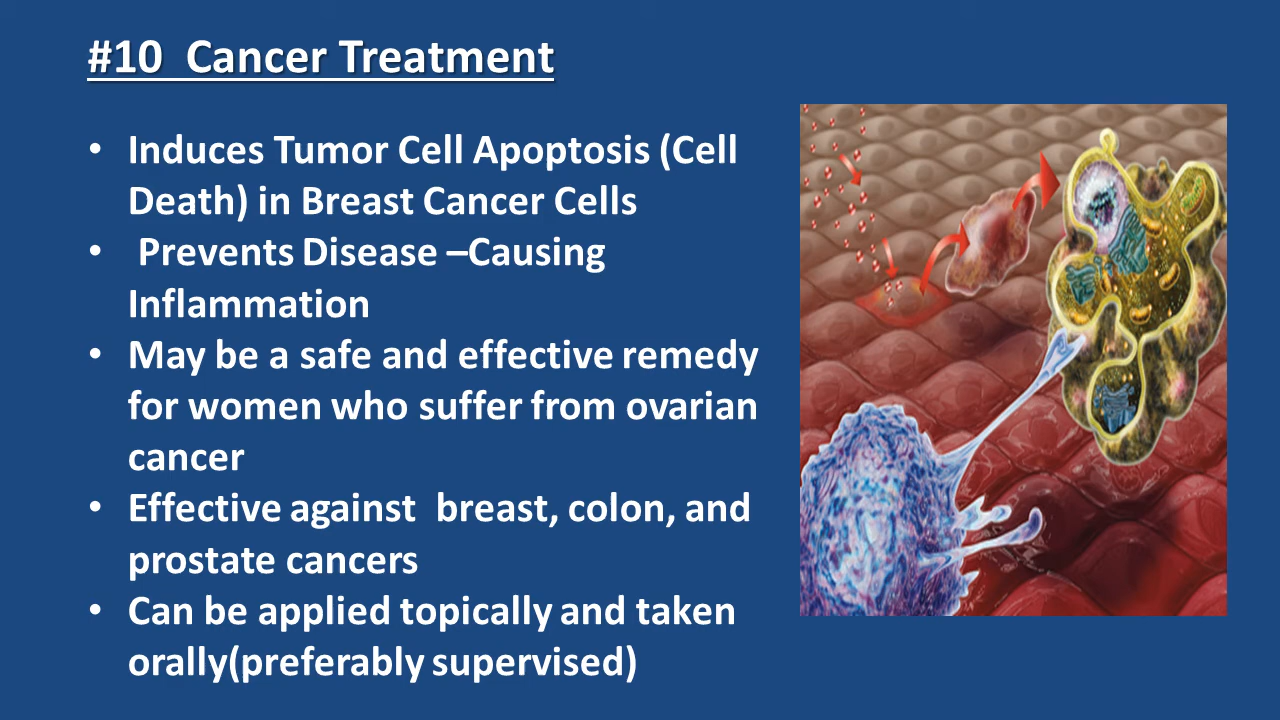 #10  Cancer Treatment
• Induces Tumor Cell Apoptosis (Cell
Death) in Breast Cancer Cells
•  Prevents Disease –Causing
Inflammation
• May be a safe and effective remedy
for women who suffer from ovarian
cancer
• Effective against  breast, colon, and
prostate cancers
• Can be applied topically and taken
orally(preferably supervised)